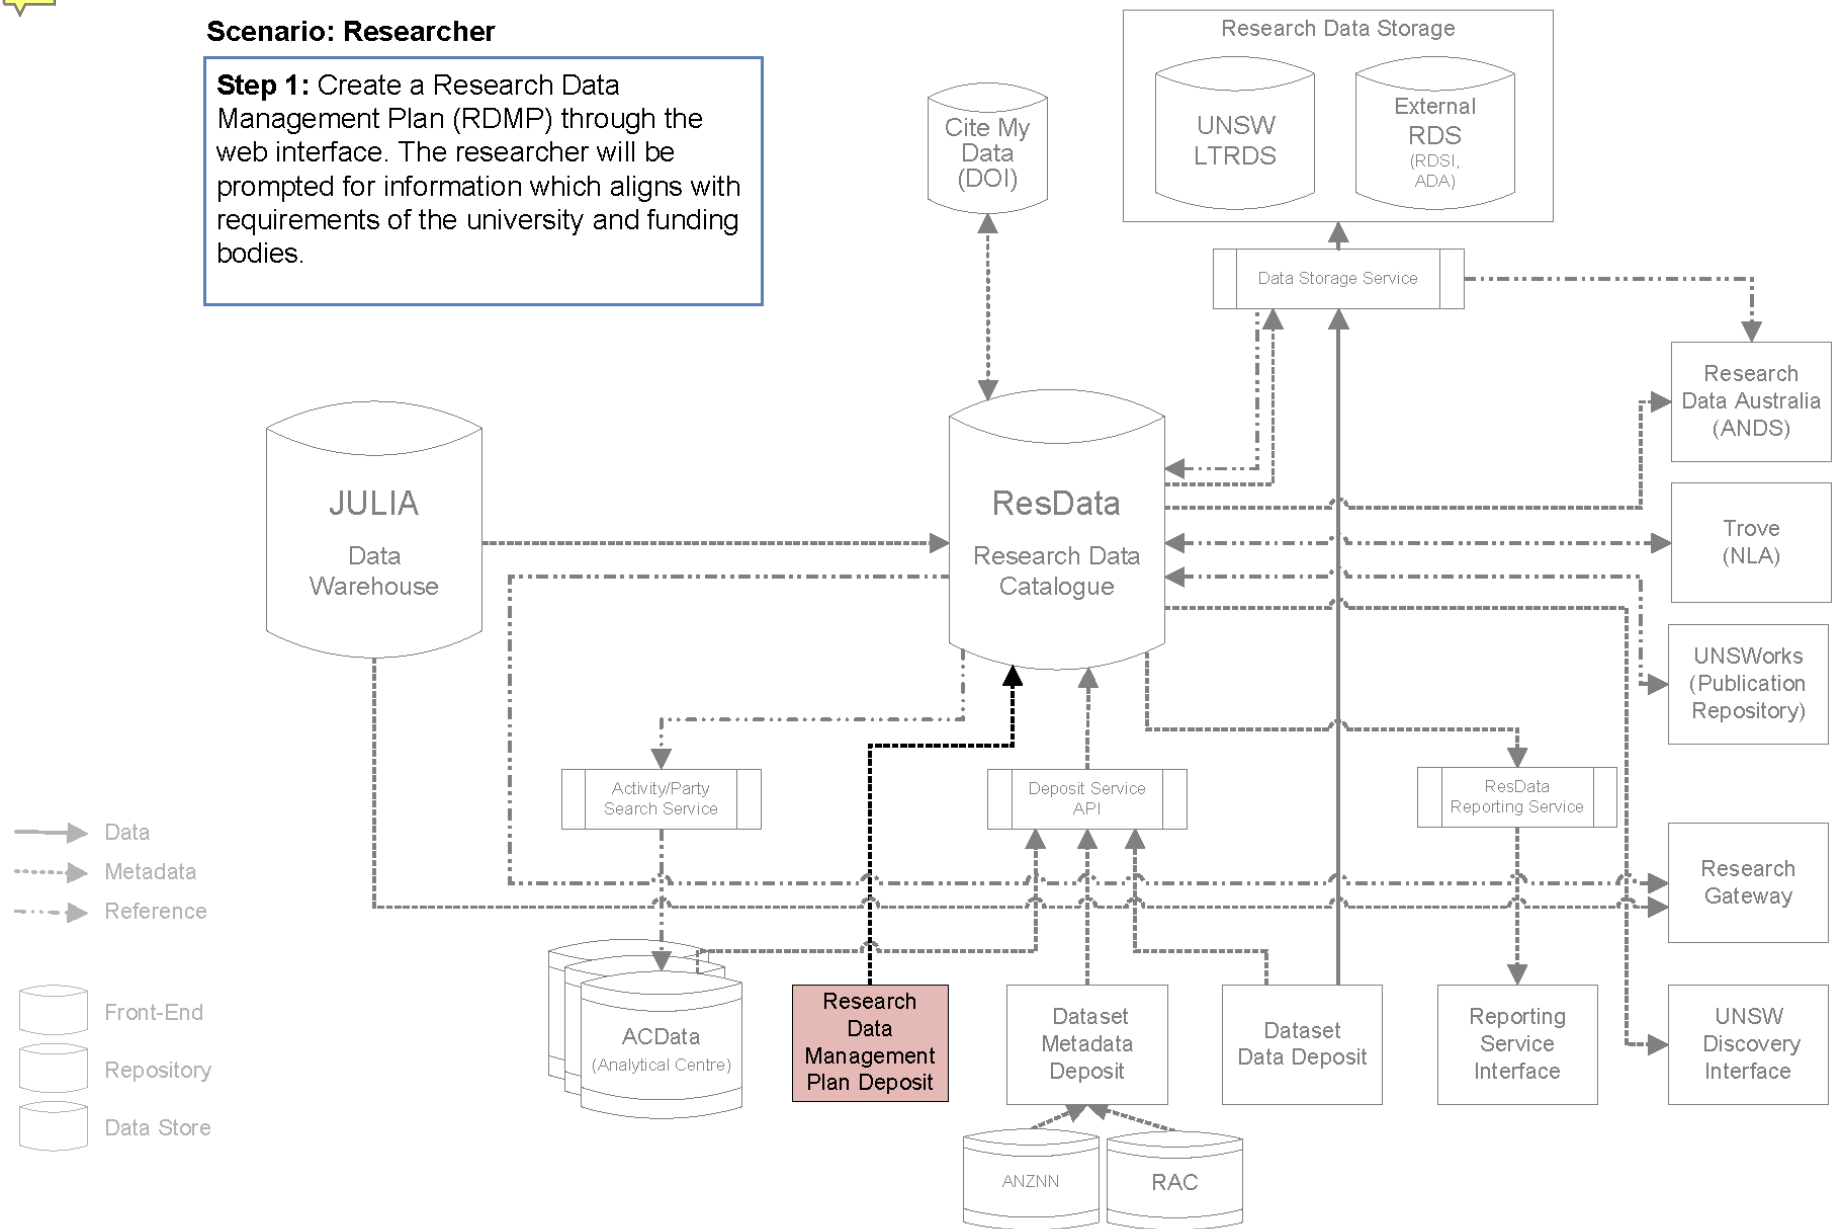 Scenario: Researcher
Step 1: Create a Research Data
Management Plan (RDMP) through the
web interface. The researcher will be
prompted for information which aligns with
requirements of the university and funding
bodies.
Research Data Storage
UNSW
LTRDS
External
RDS
(RDSI,
ADA)
Cite My
Data
(DOI)
Data Storage Service
Research
Data Australia
(ANDS)
JULIA
Data
Warehouse
ResData
Research Data
Catalogue
Trove
(NLA)
UNSWorks
(Publication
Repository)
Activity/Party
Search Service
Deposit Service
API
ResData
Reporting Service
Data
Metadata
Reference
Research
Gateway
Front-End
Repository
Data Store
ACData
(Analytical Centre)
Research
Data
Management
Plan Deposit
Dataset
Metadata
Deposit
Dataset
Data Deposit
Reporting
Service
Interface
UNSW
Discovery
Interface
ANZNN
RAC